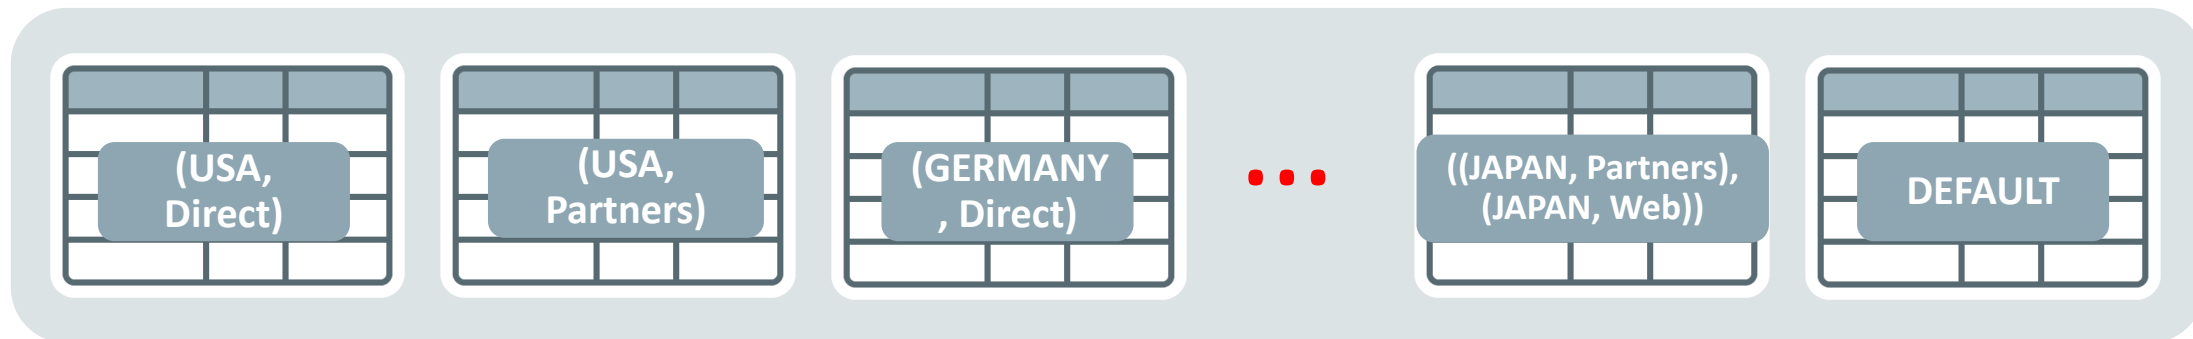 (USA,
Direct)
(USA,
Partners)
(GERMANY
, Direct)
...
((JAPAN, Partners),
(JAPAN, Web))
DEFAULT